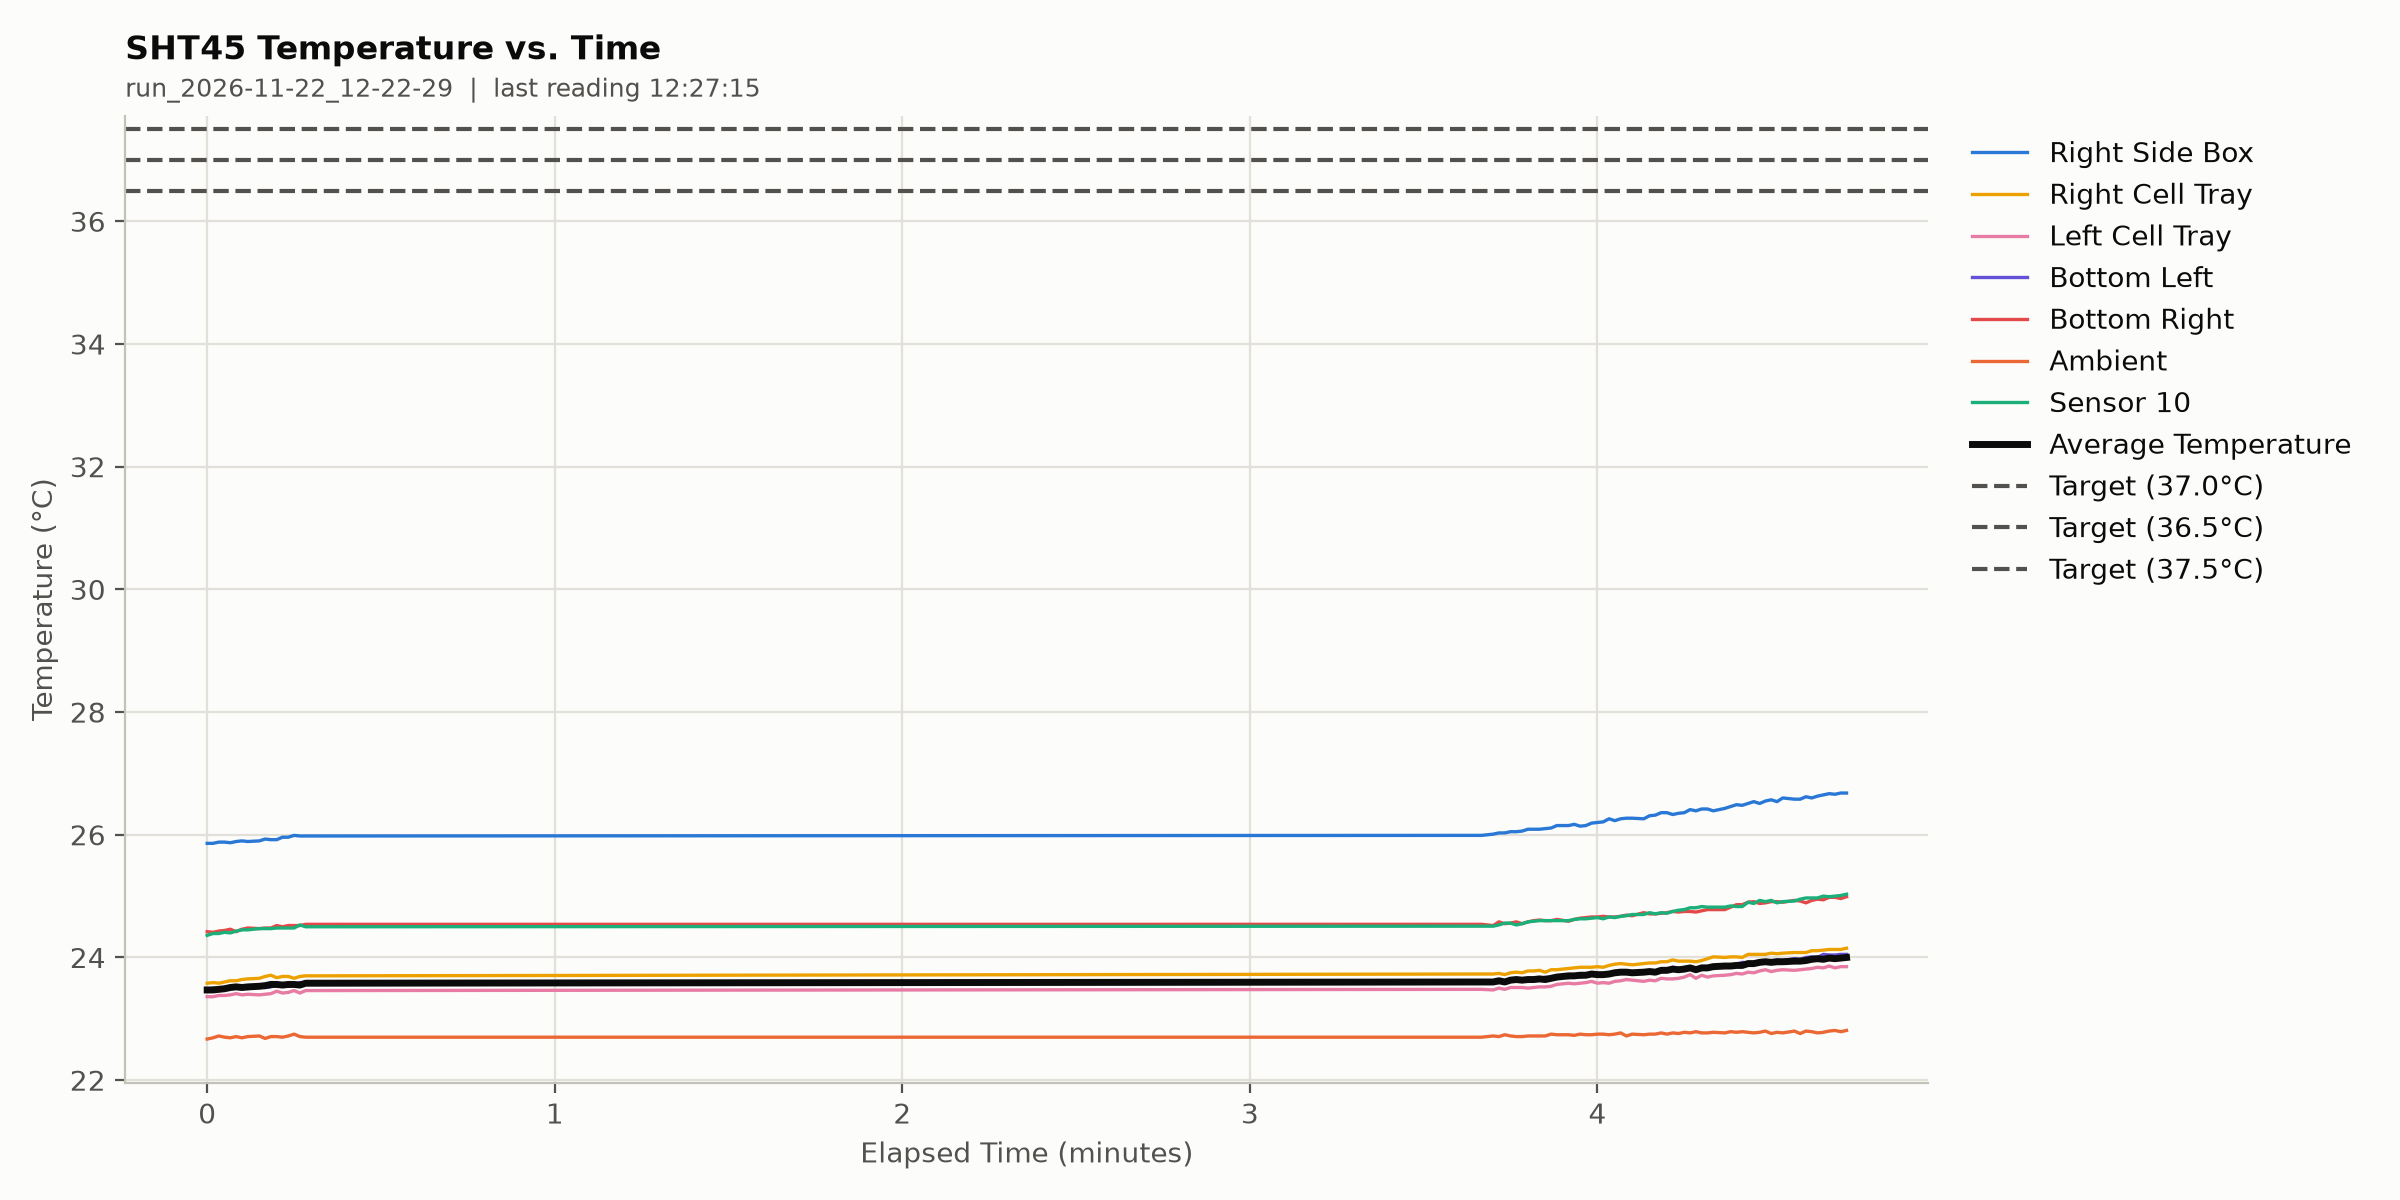 SHT45 Temperature vs. Time
run_2026-11-22_12-22-29 | last reading 12:27:15
Temperature (°C)
36
34
32
30
28
26
24
22
0 1 2 3 4
Elapsed Time (minutes)
Right Side Box
Right Cell Tray
Left Cell Tray
Bottom Left
Bottom Right
Ambient
Sensor 10
Average Temperature
Target (37.0°C)
Target (36.5°C)
Target (37.5°C)